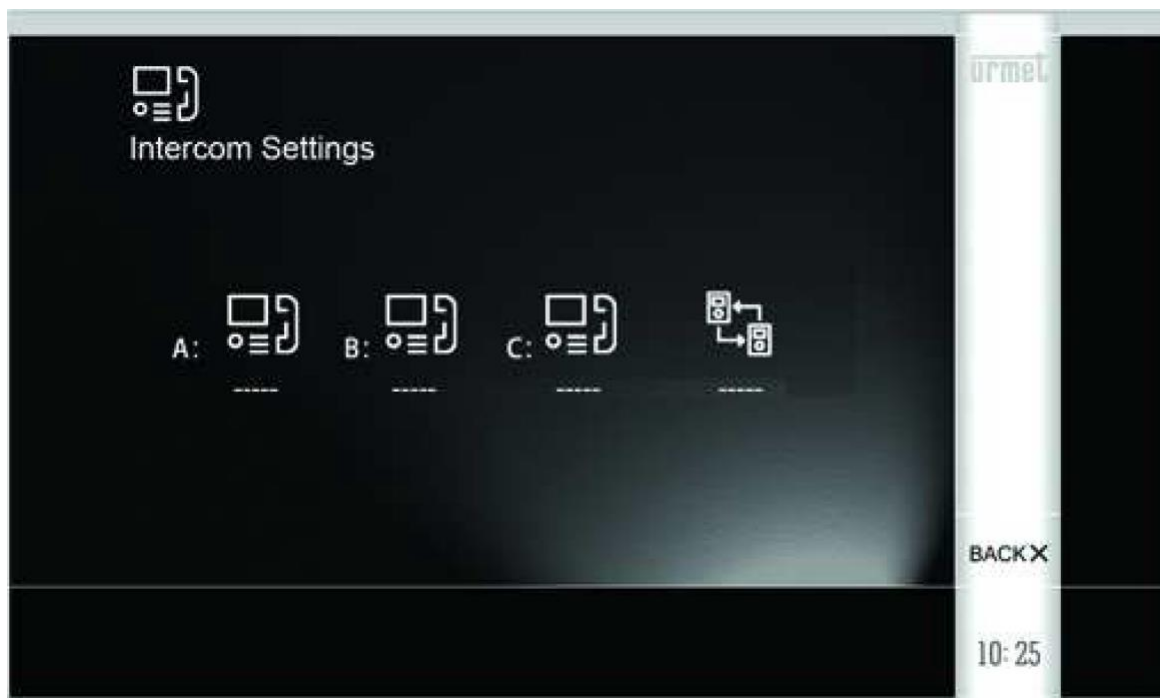 urmet
Intercom Settings
A: B: C:
----- ----- ----- -----
BACK X
10:25